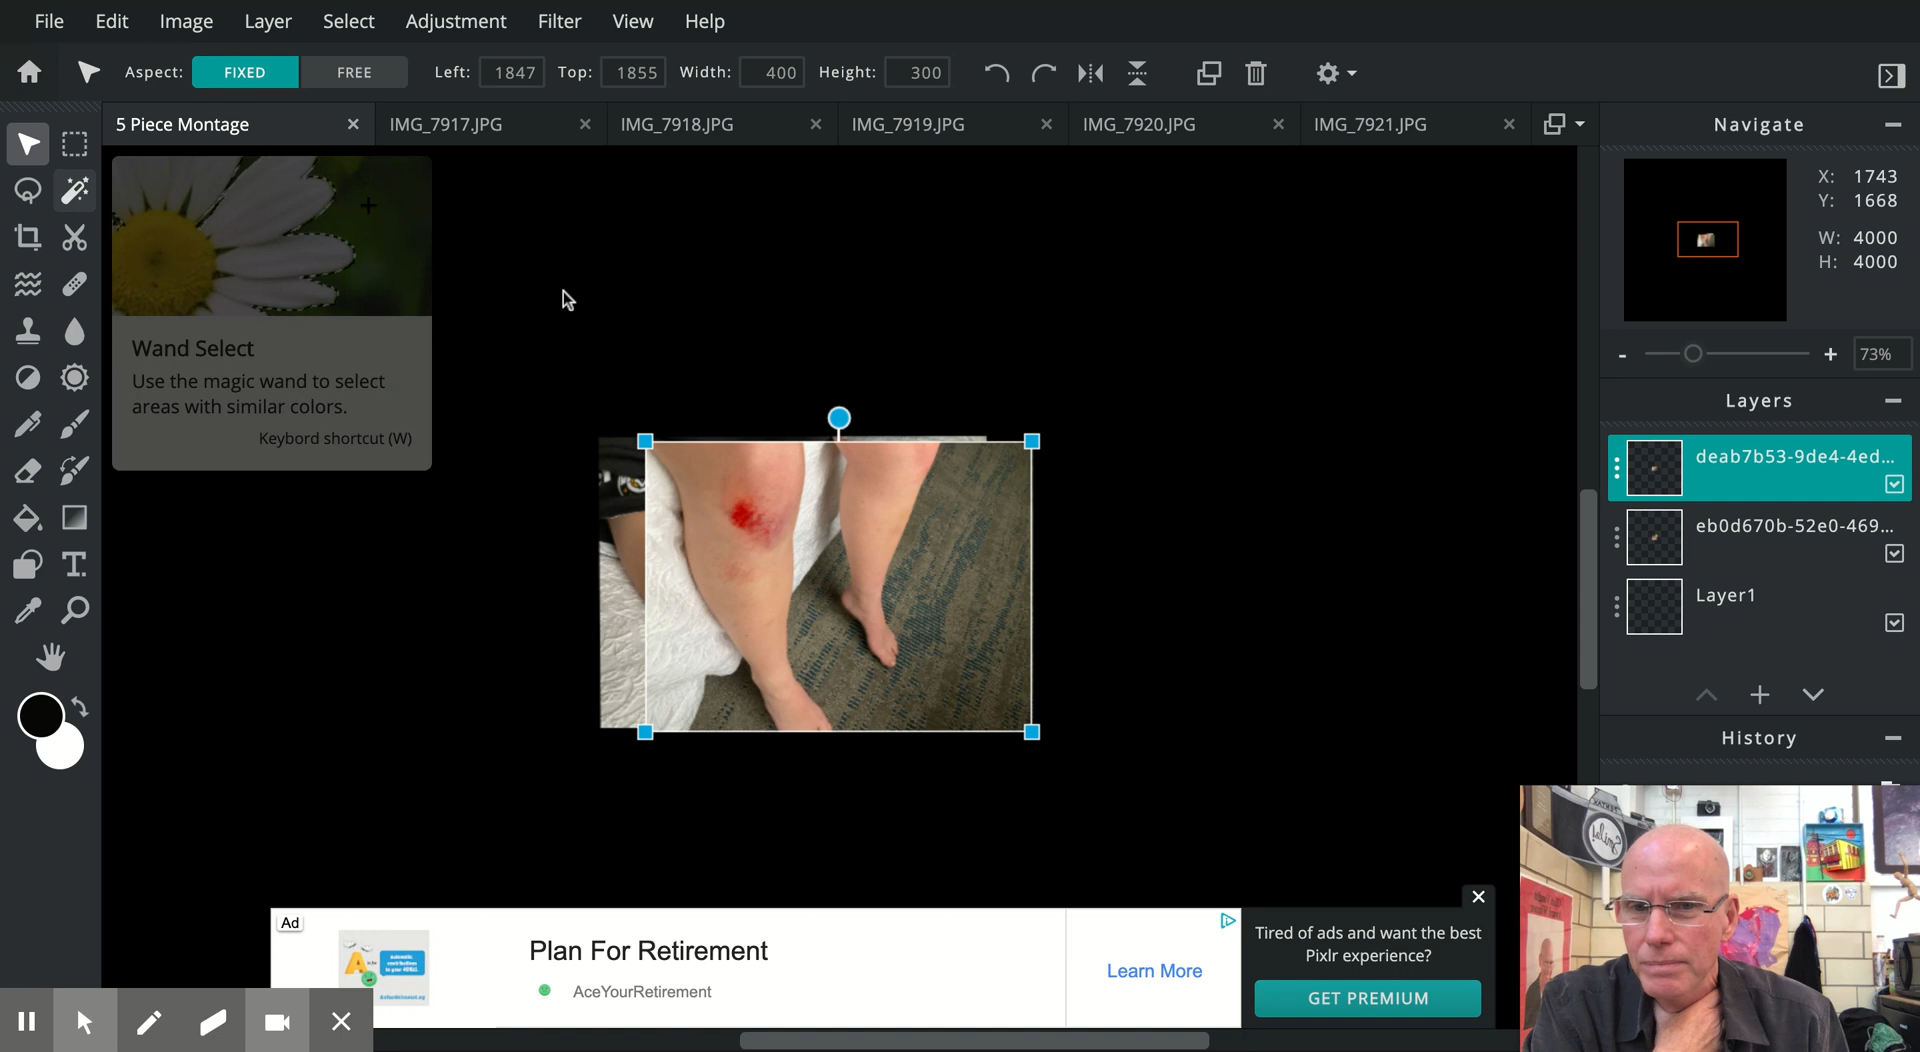 File Edit Image Layer Select Adjustment Filter View Help
Aspect: FIXED FREE Left: 1847 Top: 1855 Width: 400 Height: 300
5 Piece Montage IMG_7917.JPG IMG_7918.JPG IMG_7919.JPG IMG_7920.JPG IMG_7921.JPG
Navigate
X: 1743
Y: 1668
W: 4000
H: 4000
- + 73%
Wand Select
Use the magic wand to select
areas with similar colors.
Keybord shortcut (W)
Layers
deab7b53-9de4-4ed...
eb0d670b-52e0-469...
Layer1
History
Ad
Plan For Retirement
AceYourRetirement
Learn More
Tired of ads and want the best
Pixlr experience?
GET PREMIUM